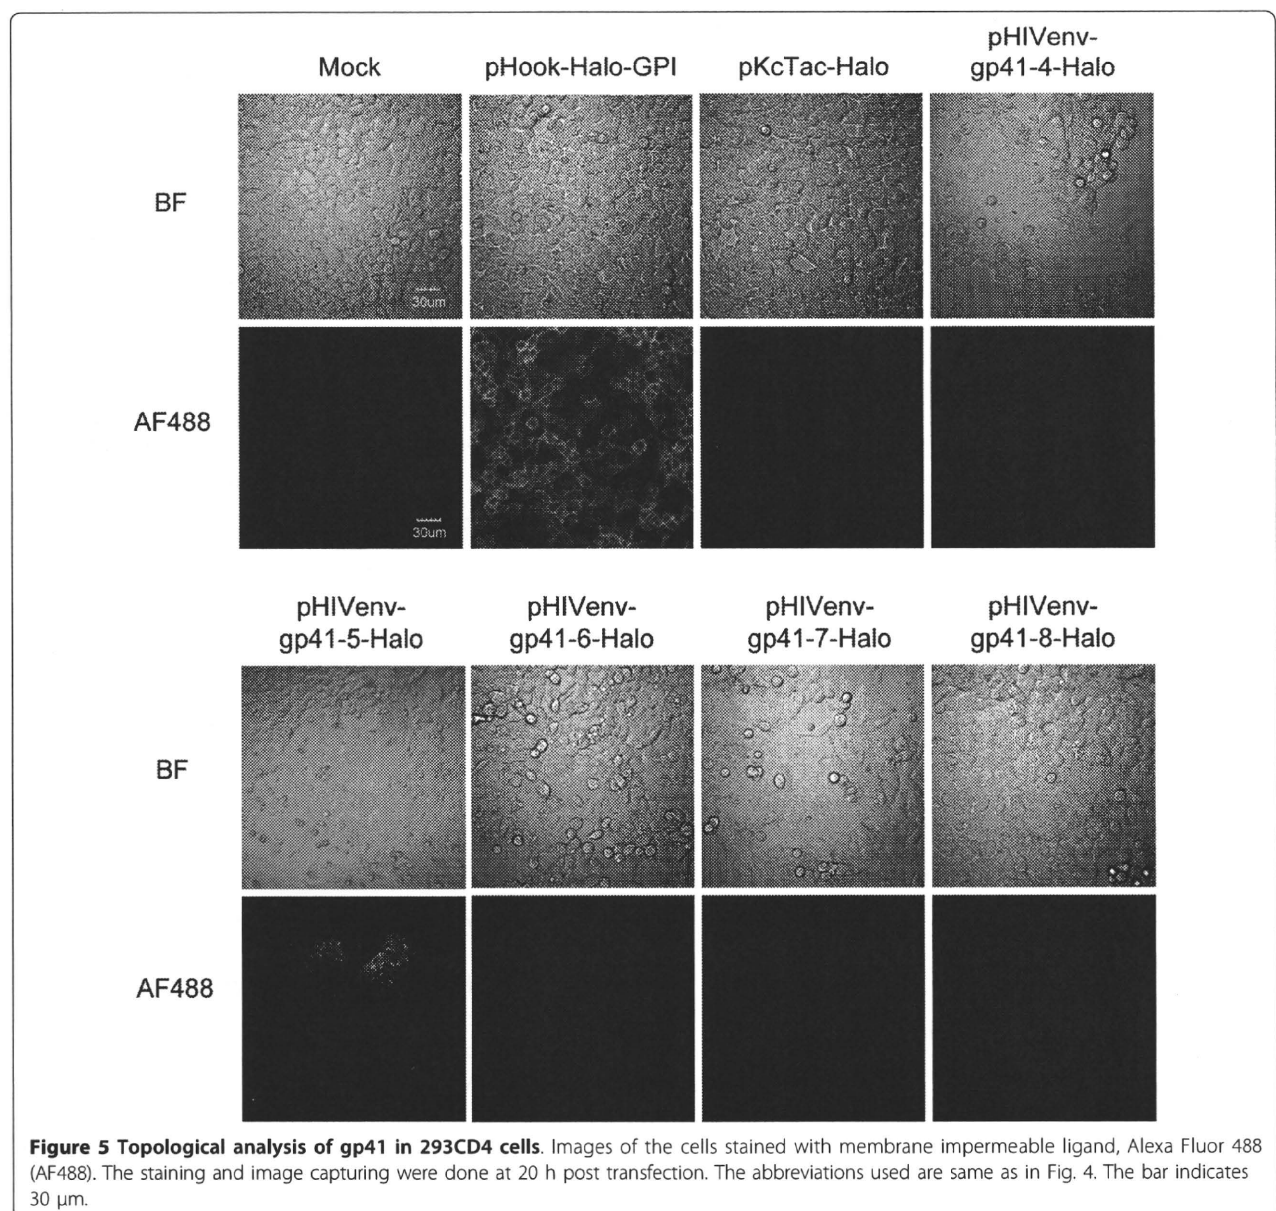 Mock pHook-Halo-GPI pKcTac-Halo pHIVenv-
gp41-4-Halo
BF
30um
AF488
30um
pHIVenv- pHIVenv- pHIVenv- pHIVenv-
gp41-5-Halo gp41-6-Halo gp41-7-Halo gp41-8-Halo
BF
AF488
Figure 5 Topological analysis of gp41 in 293CD4 cells. Images of the cells stained with membrane impermeable ligand, Alexa Fluor 488
(AF488). The staining and image capturing were done at 20 h post transfection. The abbreviations used are same as in Fig. 4. The bar indicates
30 μm.